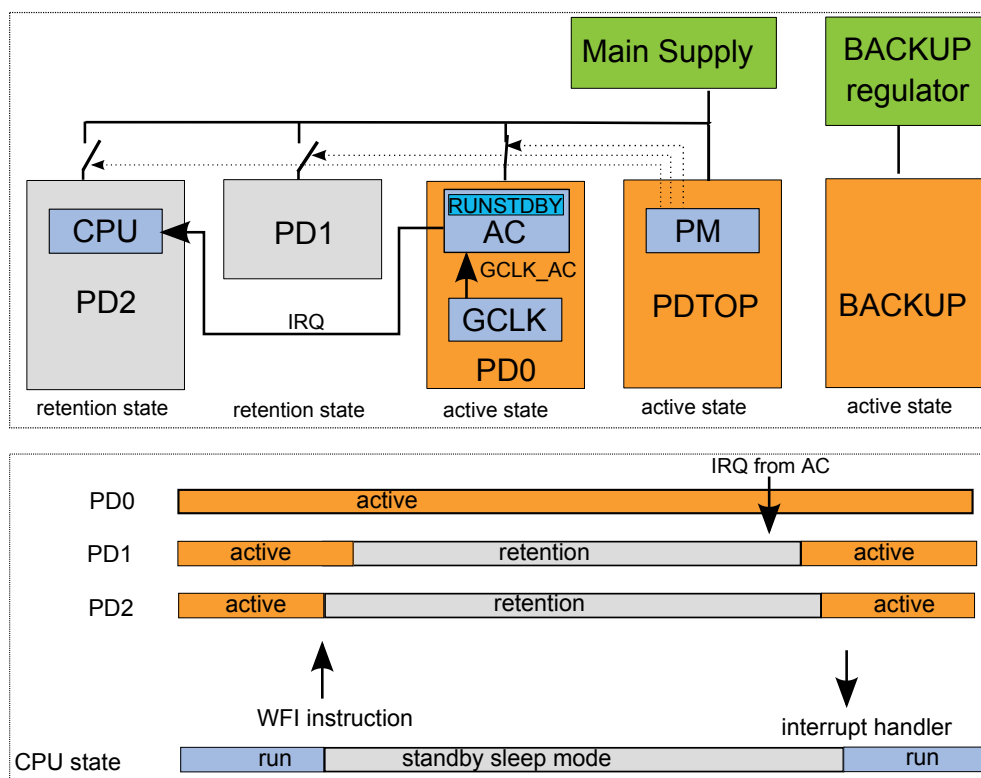 Main Supply
BACKUP
regulator
RUNSTDBY
CPU
AC
PM
PD1
GCLK_AC
PD2
IRQ
GCLK
PDTOP
BACKUP
PD0
retention state
retention state
active state
active state
active state
IRQ from AC
PD0
active
PD1
active
retention
active
PD2
active
retention
active
WFI instruction
interrupt handler
CPU state
run
standby sleep mode
run